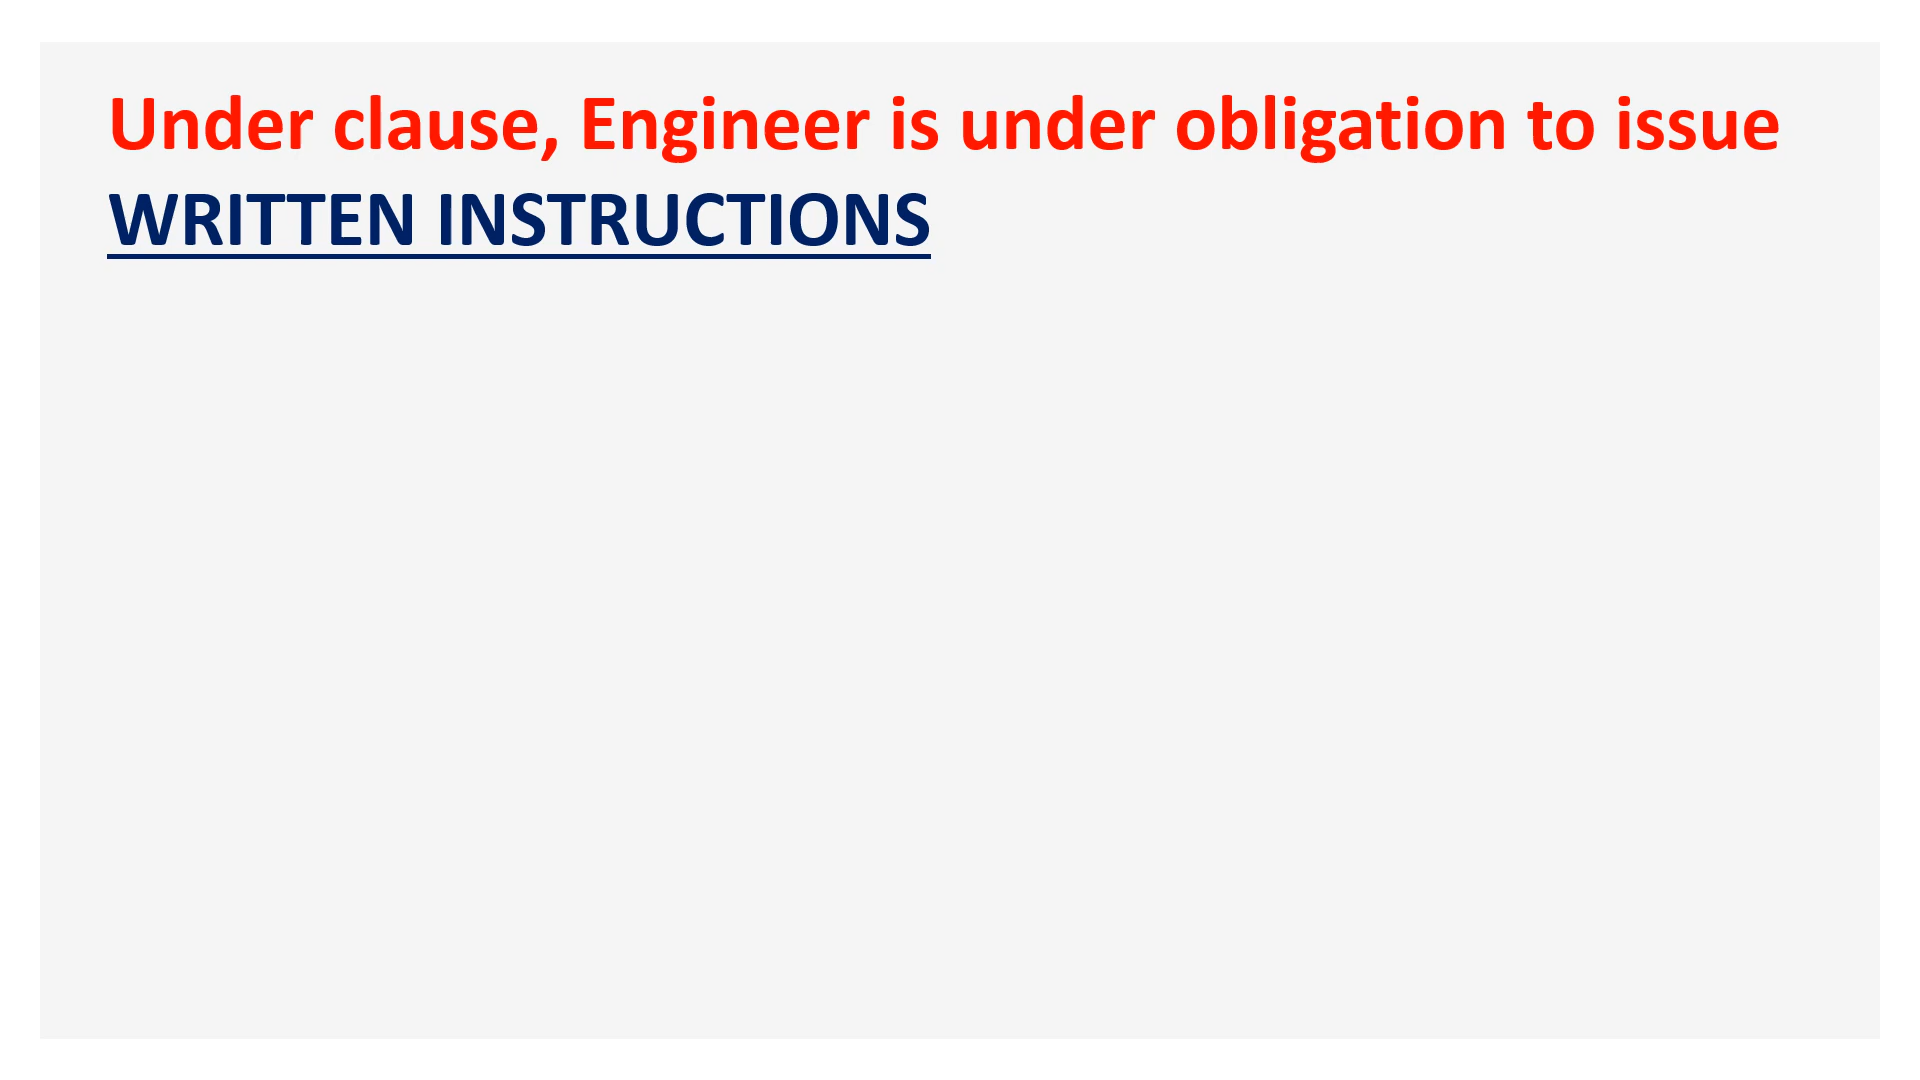 Under clause, Engineer is under obligation to issue
WRITTEN INSTRUCTIONS